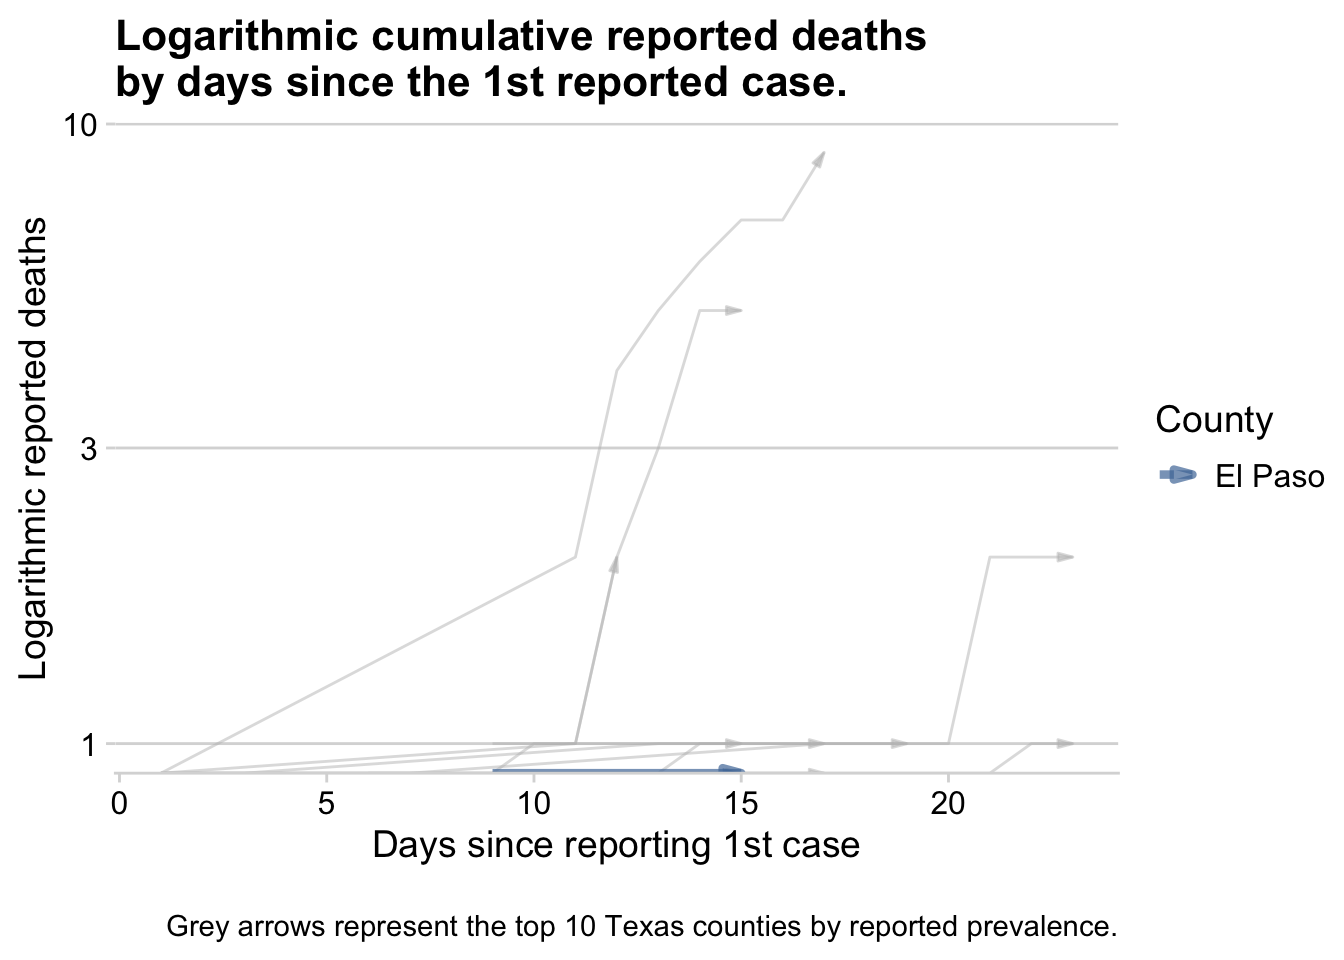 Logarithmic cumulative reported deaths
by days since the 1st reported case.
10
3
1
Logarithmic reported deaths
0 5 10 15 20
Days since reporting 1st case
County
El Paso
Grey arrows represent the top 10 Texas counties by reported prevalence.